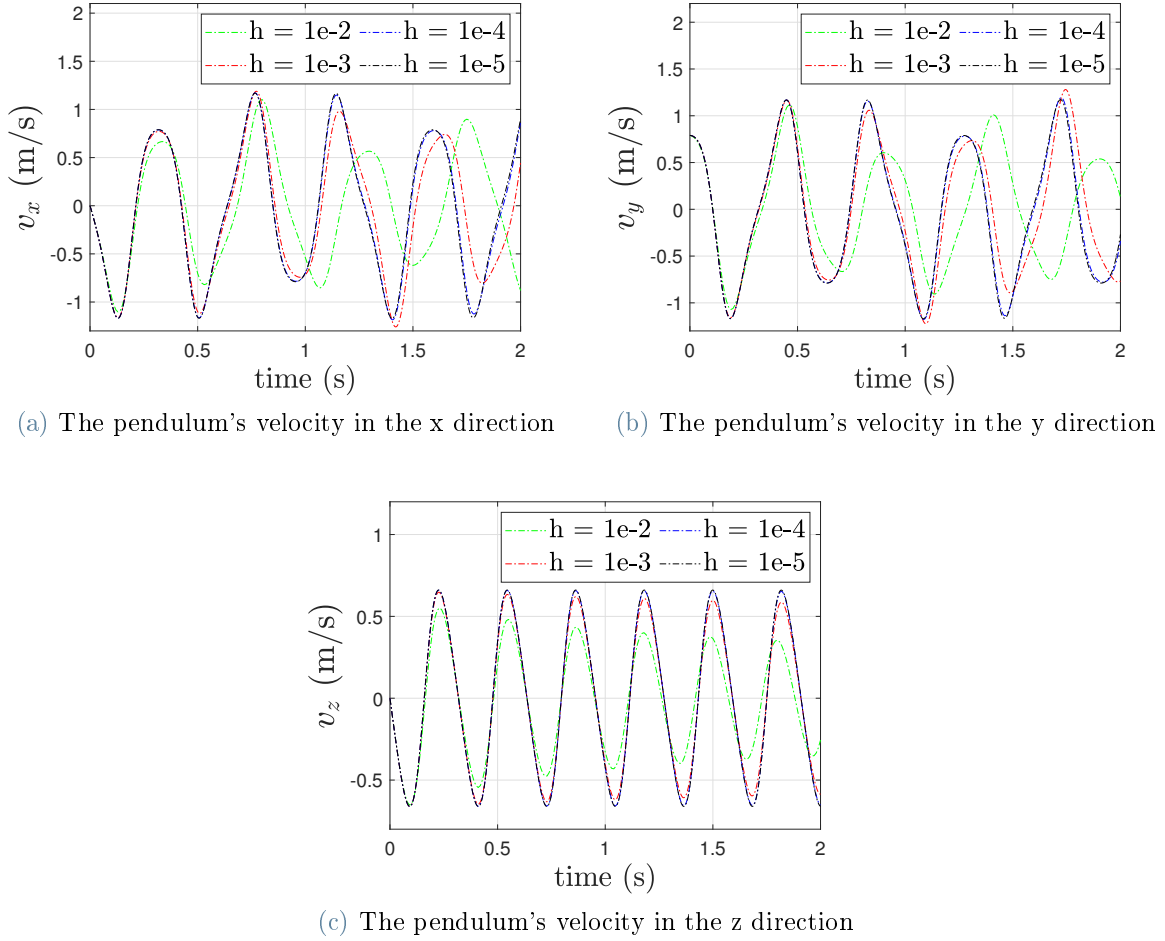 h = 1e-2 h = 1e-4
h = 1e-3 h = 1e-5
2
1.5
1
0.5
0
-0.5
-1
v_x (m/s)
0 0.5 1 1.5 2
time (s)
(a) The pendulum's velocity in the x direction
h = 1e-2 h = 1e-4
h = 1e-3 h = 1e-5
2
1.5
1
0.5
0
-0.5
-1
v_y (m/s)
0 0.5 1 1.5 2
time (s)
(b) The pendulum's velocity in the y direction
h = 1e-2 h = 1e-4
h = 1e-3 h = 1e-5
1
0.5
0
-0.5
v_z (m/s)
0 0.5 1 1.5 2
time (s)
(c) The pendulum's velocity in the z direction